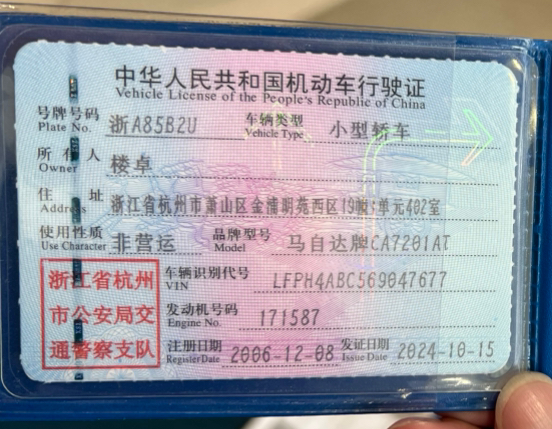 中华人民共和国机动车行驶证
Vehicle License of the People's Republic of China
号牌号码 浙A85B2U 车辆类型 小型轿车
Plate No. Vehicle Type
所有人 楼卓
Owner
住址 浙江省杭州市萧山区金浦明苑西区19幢1单元402室
Address
使用性质 非营运 品牌型号 马自达牌CA7201AT
Use Character Model
浙江省杭州 车辆识别代号 LFPH4ABC569047677
VIN
市公安局交 发动机号码 171587
Engine No.
通警察支队 注册日期 2006-12-08 发证日期 2024-10-15
Register Date Issue Date